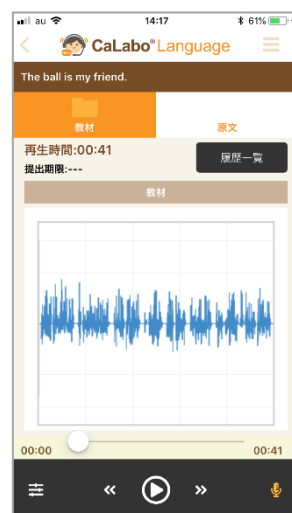 au 14:17 61%
CaLabo® Language
The ball is my friend.
教材 原文
再生時間:00:41
履歴一覧
提出期限:---
教材
00:00 00:41